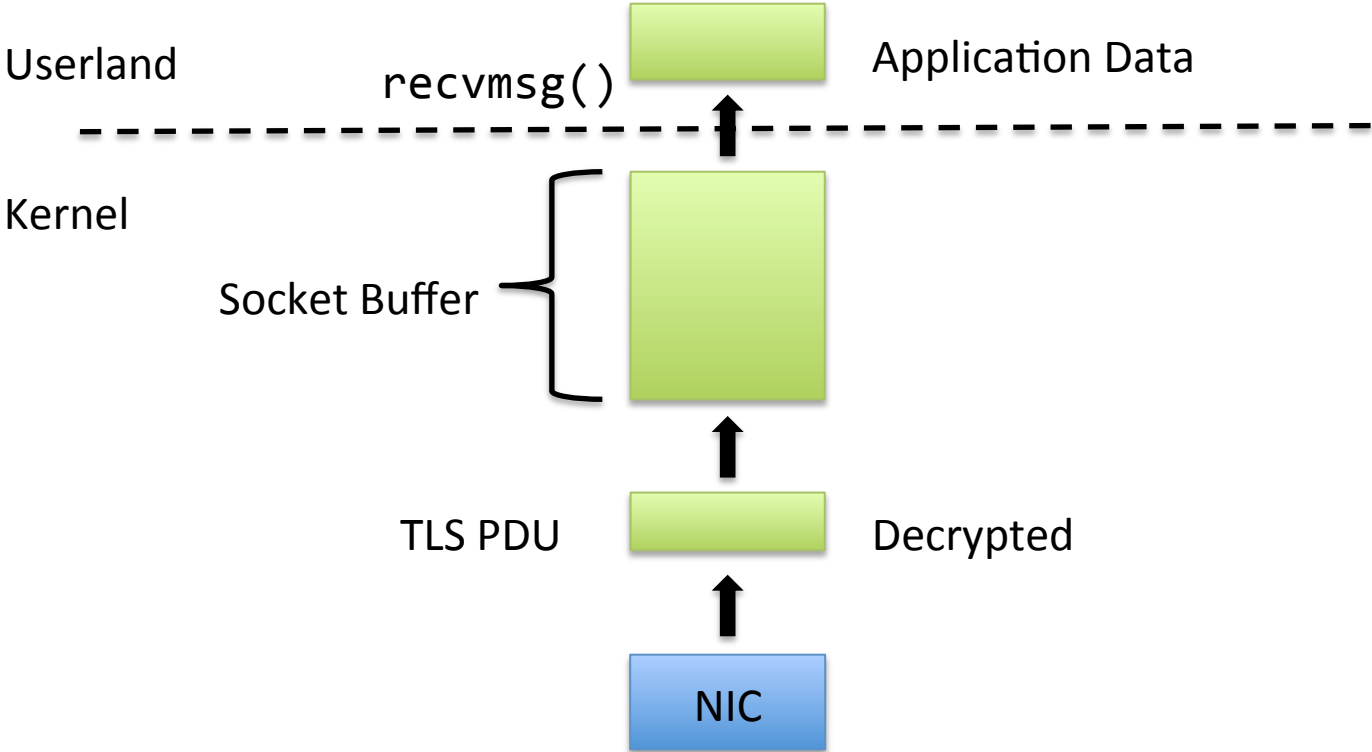 Userland
recvmsg()
Application Data
Kernel
Socket Buffer
TLS PDU
Decrypted
NIC